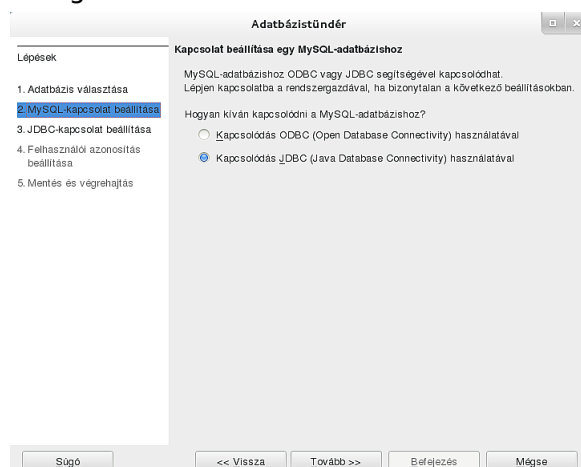 Adatbázistündér
Lépések
1. Adatbázis választása
2. MySQL-kapcsolat beállítása
3. JDBC-kapcsolat beállítása
4. Felhasználói azonosítás
beállítása
5. Mentés és végrehajtás
Kapcsolat beállítása egy MySQL-adatbázishoz
MySQL-adatbázishoz ODBC vagy JDBC segítségével kapcsolódhat.
Lépjen kapcsolatba a rendszergazdával, ha bizonytalan a következő beállításokban.
Hogyan kíván kapcsolódni a MySQL-adatbázishoz?
Kapcsolódás ODBC (Open Database Connectivity) használatával
Kapcsolódás JDBC (Java Database Connectivity) használatával
Súgó
<< Vissza
Tovább >>
Befejezés
Mégse